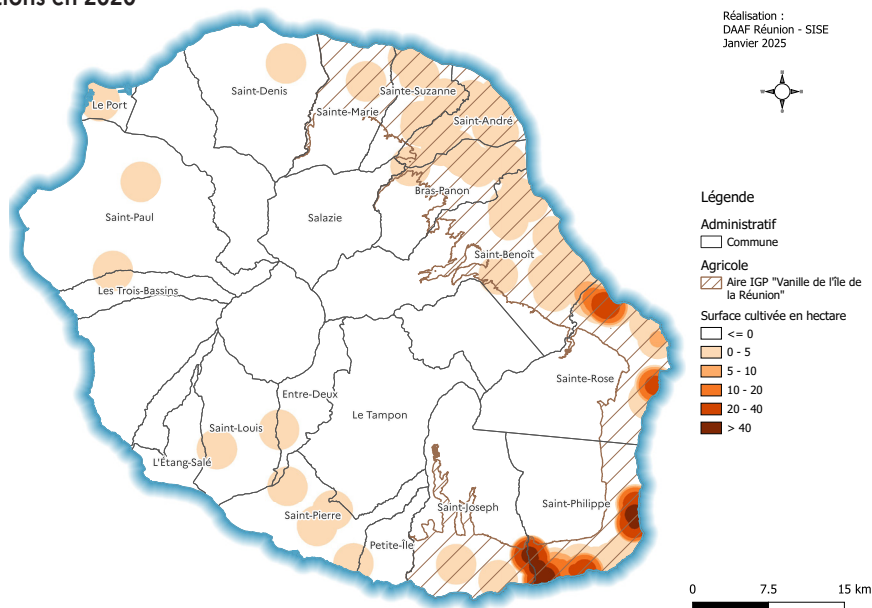 ions en 2020
Réalisation :
DAAF Réunion - SISE
Janvier 2025
Le Port
Saint-Denis
Sainte-Marie
Sainte-Suzanne
Saint-André
Saint-Paul
Salazie
Bras-Panon
Saint-Benoît
Les Trois-Bassins
Entre-Deux
Le Tampon
Sainte-Rose
Saint-Louis
L'Étang-Salé
Saint-Pierre
Saint-Joseph
Saint-Philippe
Petite-Île
Légende
Administratif
Commune
Agricole
Aire IGP "Vanille de l'île de
la Réunion"
Surface cultivée en hectare
<= 0
0 - 5
5 - 10
10 - 20
20 - 40
> 40
0 7.5 15 km